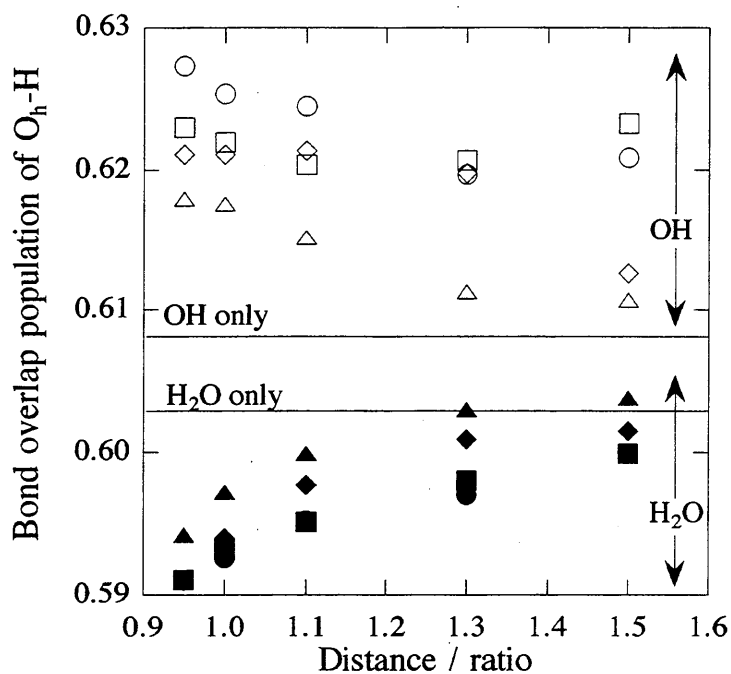 Bond overlap population of Oₕ-H
0.63
0.62
0.61
0.60
0.59
OH
OH only
H₂O only
H₂O
0.9 1.0 1.1 1.2 1.3 1.4 1.5 1.6
Distance / ratio